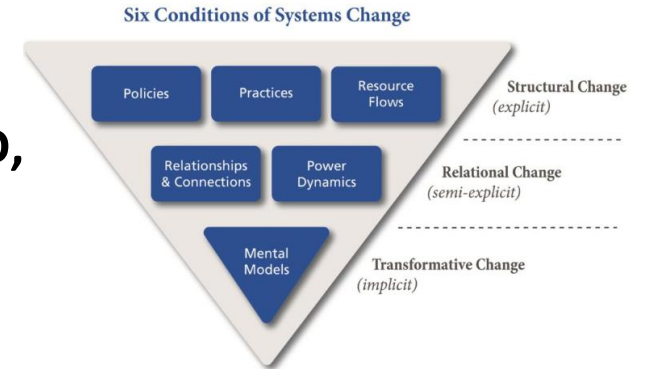 Six Conditions of Systems Change
Policies
Practices
Resource
Flows
Structural Change
(explicit)
,
Relationships
& Connections
Power
Dynamics
Relational Change
(semi-explicit)
Mental
Models
Transformative Change
(implicit)